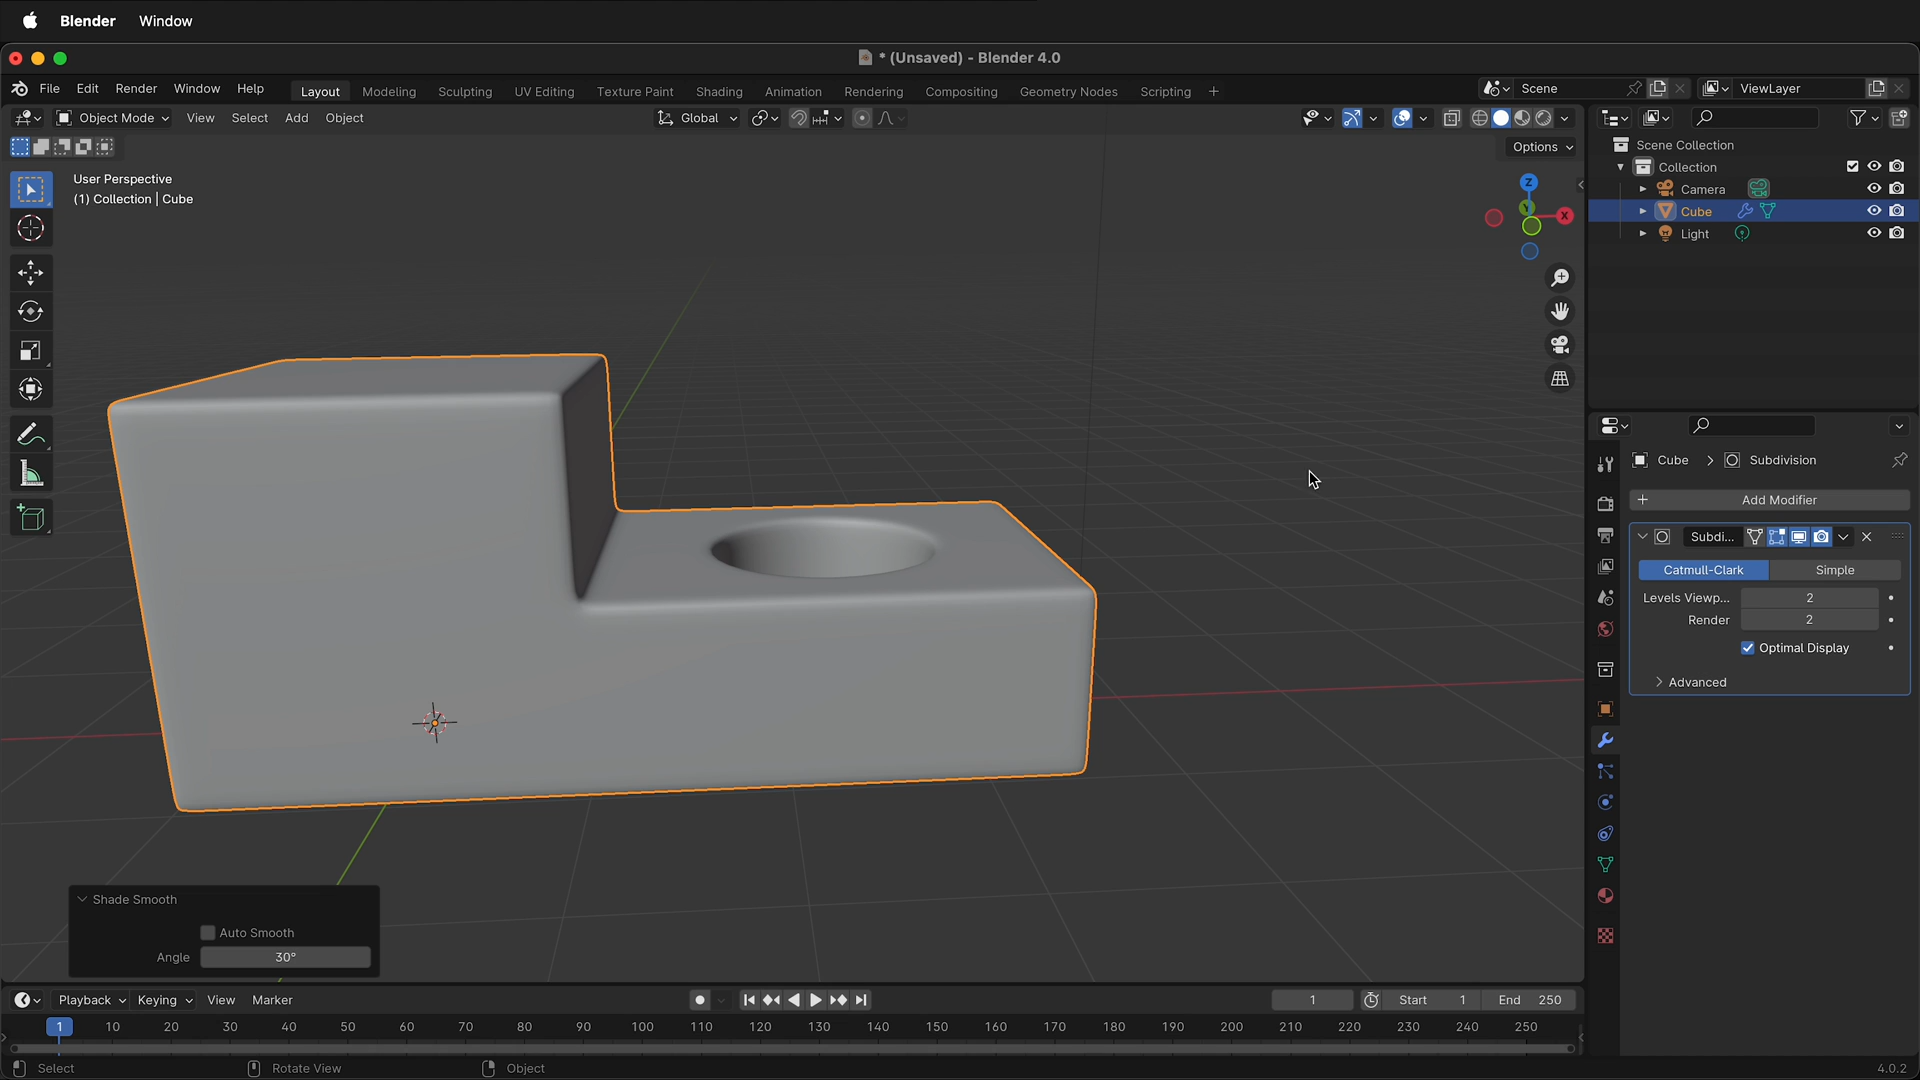 Blender Window
* (Unsaved) - Blender 4.0
File Edit Render Window Help Layout Modeling Sculpting UV Editing Texture Paint Shading Animation Rendering Compositing Geometry Nodes Scripting + Scene ViewLayer
Object Mode View Select Add Object Global
Options
User Perspective
(1) Collection | Cube
Z
Y
X
Scene Collection
Collection
Camera
Cube
Light
Cube > Subdivision
+ Add Modifier
Subdi...
Catmull-Clark Simple
Levels Viewp... 2
Render 2
Optimal Display
Advanced
Shade Smooth
Auto Smooth
Angle 30°
Playback Keying View Marker 1 Start 1 End 250
1 10 20 30 40 50 60 70 80 90 100 110 120 130 140 150 160 170 180 190 200 210 220 230 240 250
Select Rotate View Object 4.0.2